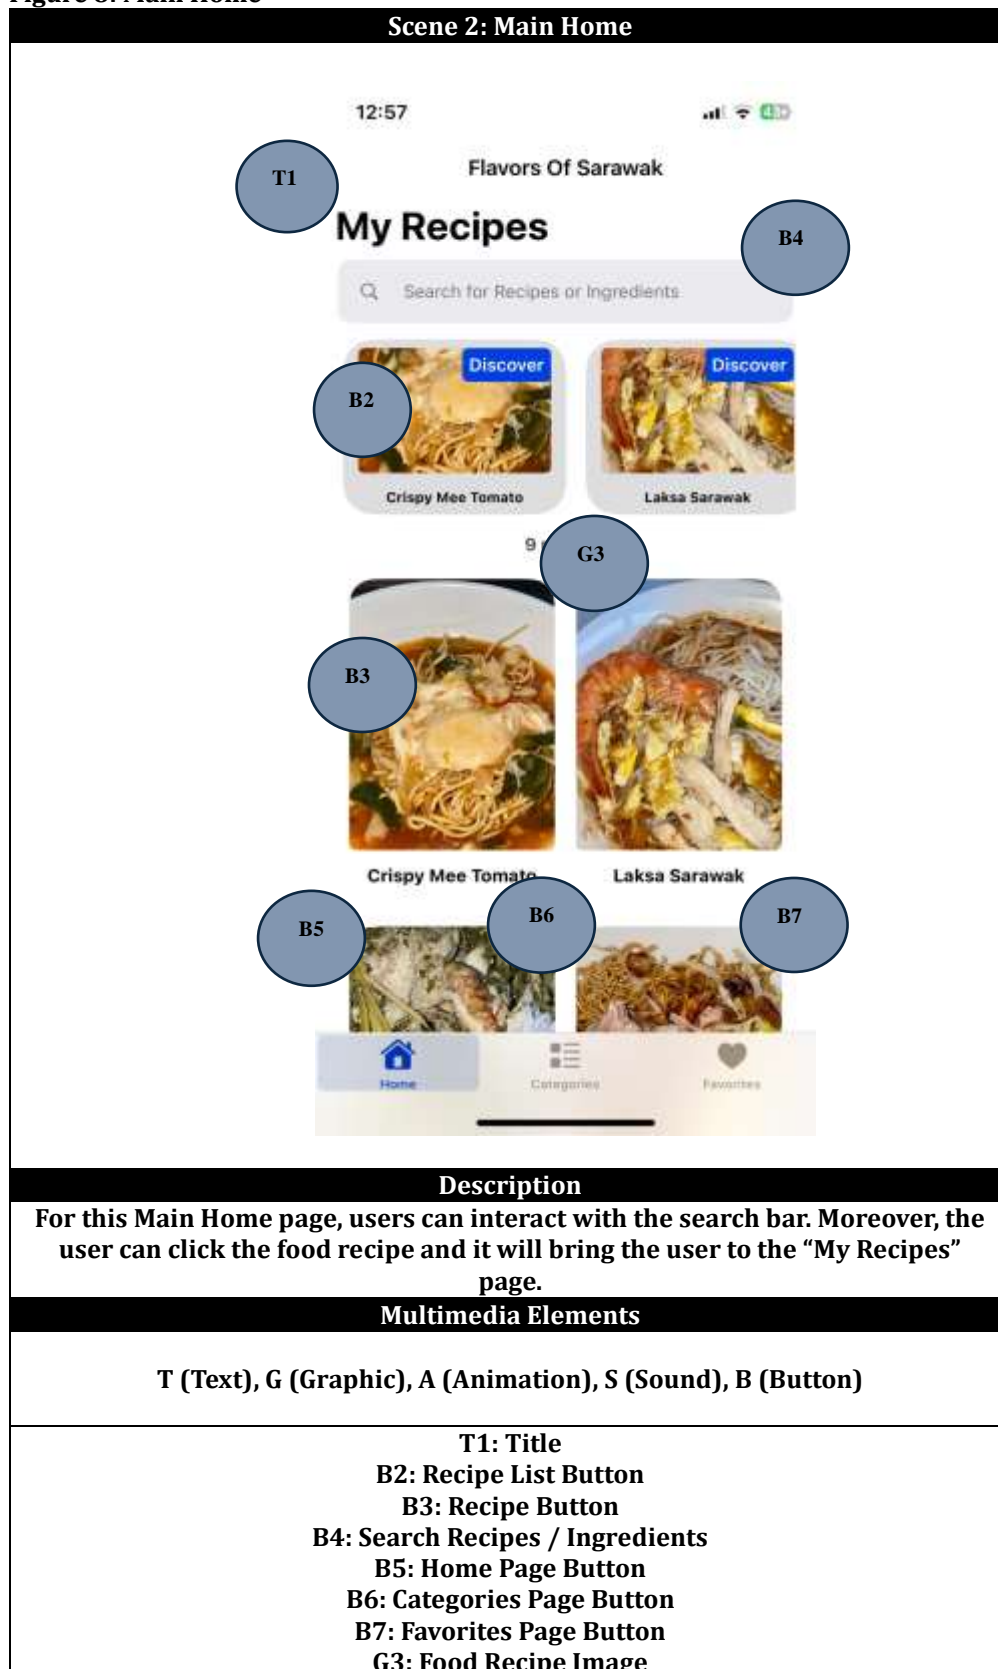 Scene 2: Main Home
12:57
Flavors Of Sarawak
T1
My Recipes
B4
Search for Recipes or Ingredients
Discover
Discover
B2
Crispy Mee Tomato
Laksa Sarawak
9
G3
B3
Crispy Mee Tomato
Laksa Sarawak
B5
B6
B7
Home
Categories
Favorites
Description
For this Main Home page, users can interact with the search bar. Moreover, the
user can click the food recipe and it will bring the user to the “My Recipes”
page.
Multimedia Elements
T (Text), G (Graphic), A (Animation), S (Sound), B (Button)
T1: Title
B2: Recipe List Button
B3: Recipe Button
B4: Search Recipes / Ingredients
B5: Home Page Button
B6: Categories Page Button
B7: Favorites Page Button
G3: Food Recipe Image